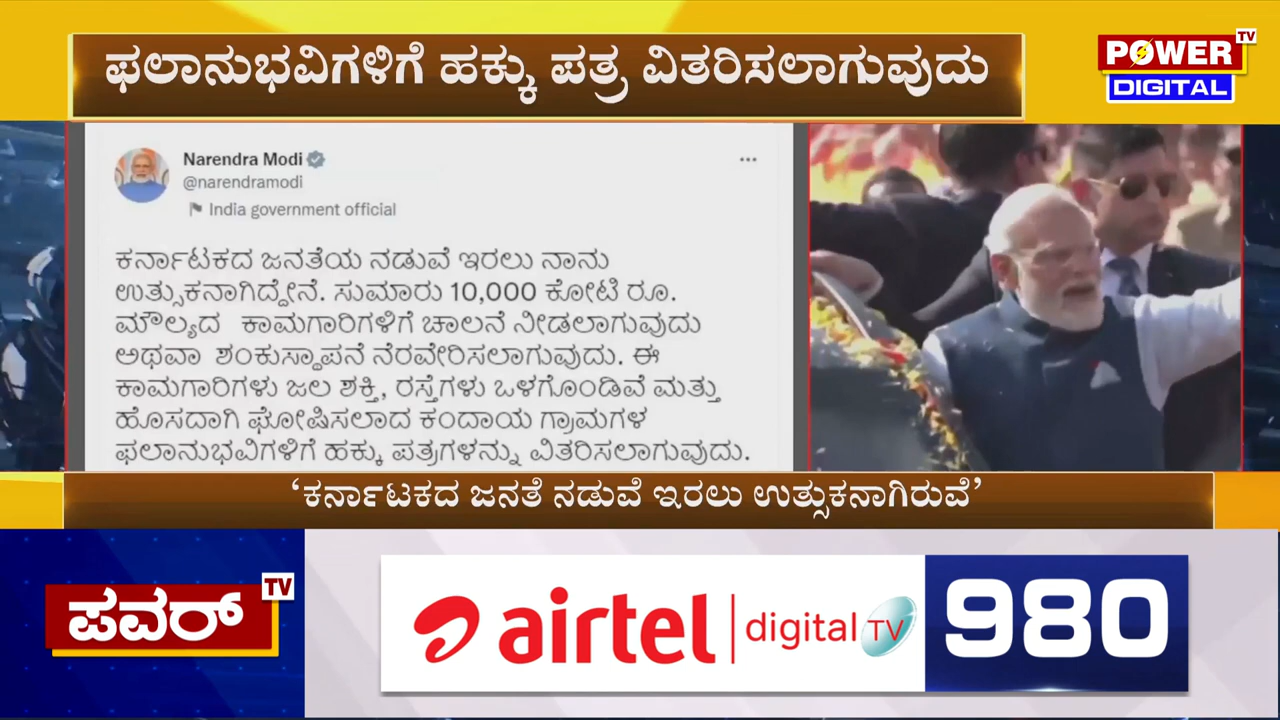 ಫಲಾನುಭವಿಗಳಿಗೆ ಹಕ್ಕು ಪತ್ರ ವಿತರಿಸಲಾಗುವುದು
POWER TV
DIGITAL
Narendra Modi
@narendramodi
India government official
ಕರ್ನಾಟಕದ ಜನತೆಯ ನಡುವೆ ಇರಲು ನಾನು
ಉತ್ಸುಕನಾಗಿದ್ದೇನೆ. ಸುಮಾರು 10,000 ಕೋಟಿ ರೂ.
ಮೌಲ್ಯದ ಕಾಮಗಾರಿಗಳಿಗೆ ಚಾಲನೆ ನೀಡಲಾಗುವುದು
ಅಥವಾ ಶಂಕುಸ್ಥಾಪನೆ ನೆರವೇರಿಸಲಾಗುವುದು. ಈ
ಕಾಮಗಾರಿಗಳು ಜಲ ಶಕ್ತಿ, ರಸ್ತೆಗಳು ಒಳಗೊಂಡಿವೆ ಮತ್ತು
ಹೊಸದಾಗಿ ಘೋಷಿಸಲಾದ ಕಂದಾಯ ಗ್ರಾಮಗಳ
ಫಲಾನುಭವಿಗಳಿಗೆ ಹಕ್ಕು ಪತ್ರಗಳನ್ನು ವಿತರಿಸಲಾಗುವುದು.
‘ಕರ್ನಾಟಕದ ಜನತೆ ನಡುವೆ ಇರಲು ಉತ್ಸುಕನಾಗಿರುವೆ’
ಪವರ್ TV
airtel digital TV 980